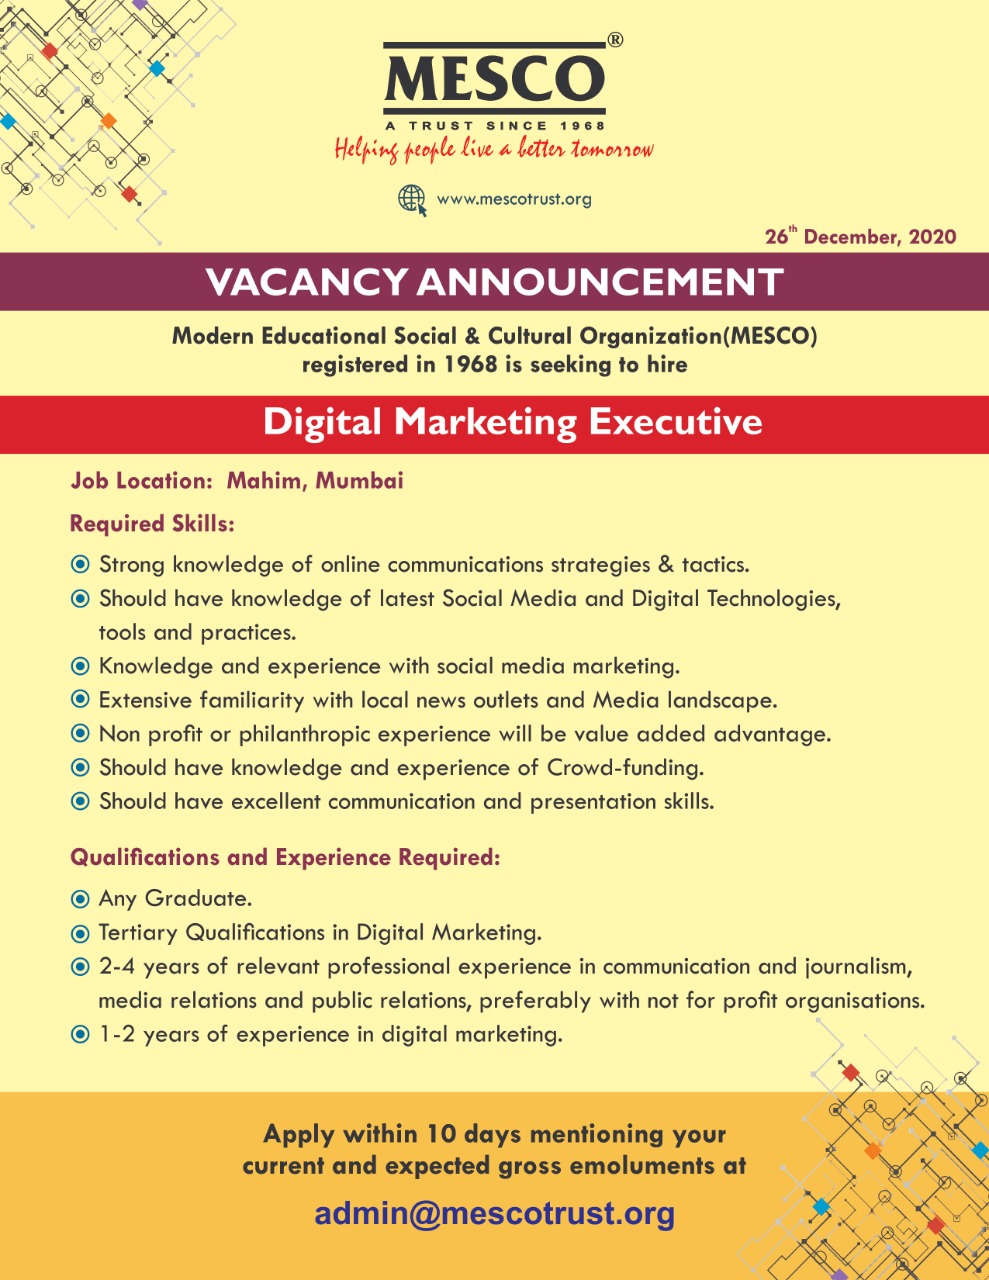 MESCO®
A TRUST SINCE 1968
Helping people live a better tomorrow
www.mescotrust.org
26th December, 2020
VACANCY ANNOUNCEMENT
Modern Educational Social & Cultural Organization(MESCO)
registered in 1968 is seeking to hire
Digital Marketing Executive
Job Location: Mahim, Mumbai
Required Skills:
Strong knowledge of online communications strategies & tactics.
Should have knowledge of latest Social Media and Digital Technologies,
tools and practices.
Knowledge and experience with social media marketing.
Extensive familiarity with local news outlets and Media landscape.
Non profit or philanthropic experience will be value added advantage.
Should have knowledge and experience of Crowd-funding.
Should have excellent communication and presentation skills.
Qualifications and Experience Required:
Any Graduate.
Tertiary Qualifications in Digital Marketing.
2-4 years of relevant professional experience in communication and journalism,
media relations and public relations, preferably with not for profit organisations.
1-2 years of experience in digital marketing.
Apply within 10 days mentioning your
current and expected gross emoluments at
admin@mescotrust.org